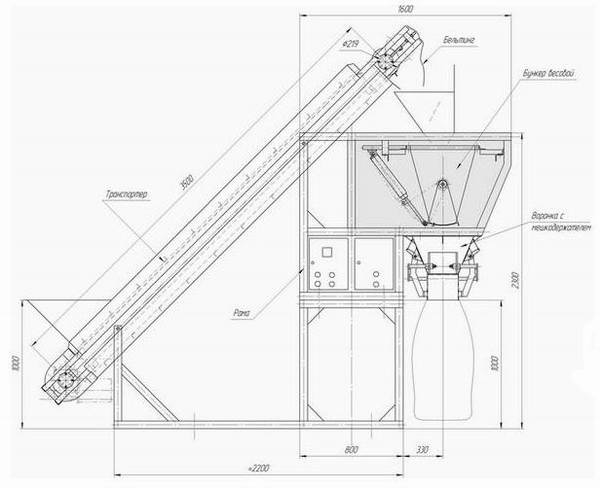 1600
Ф219
Бельтинг
Бункер весовой
3500
Транспортер
Воронка с
мешкодержателем
2300
Рама
1000
1000
800
330
≈2200